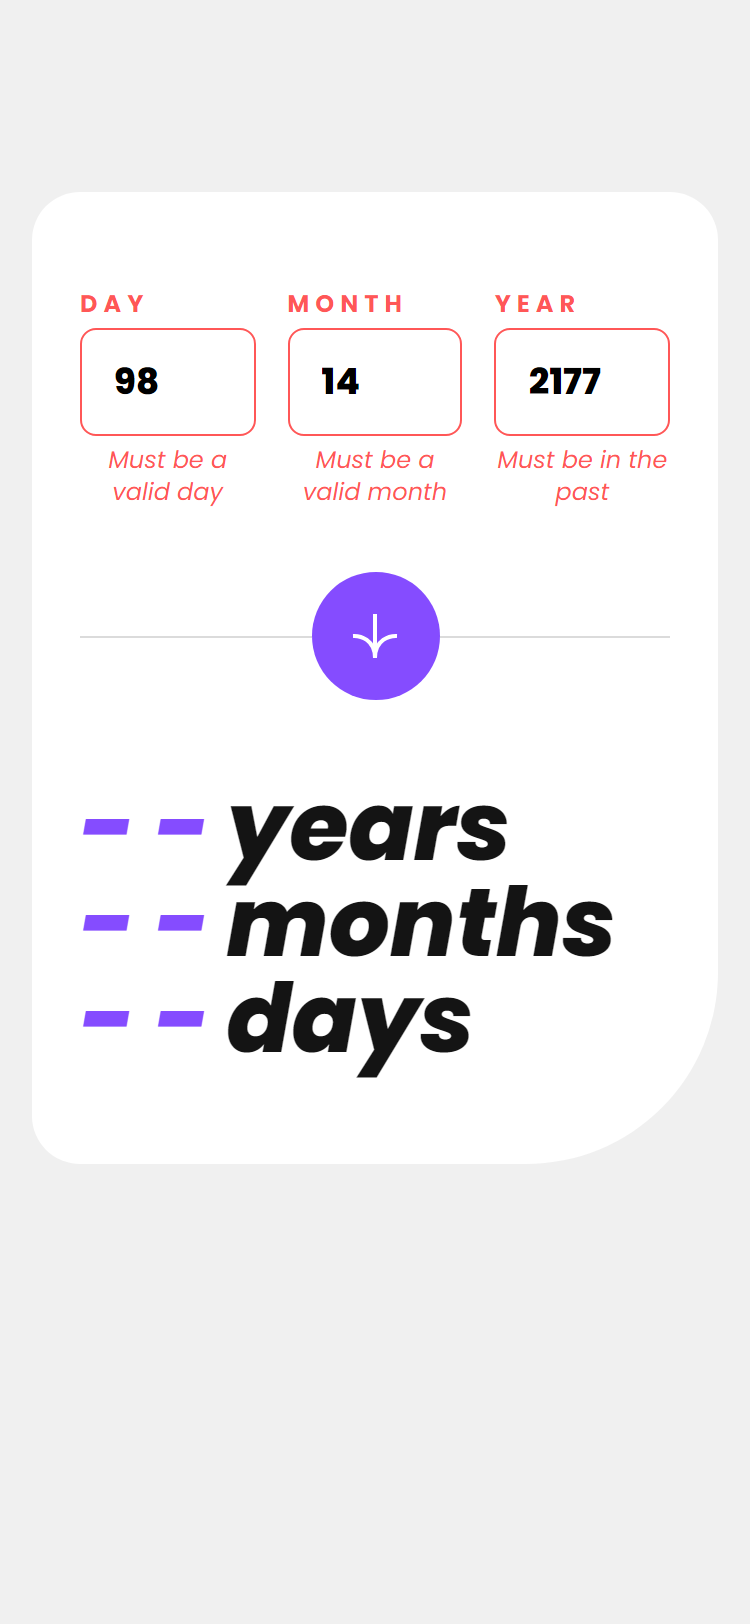 DAY MONTH YEAR
98 14 2177
Must be a valid day
Must be a valid month
Must be in the past
- - years
- - months
- - days